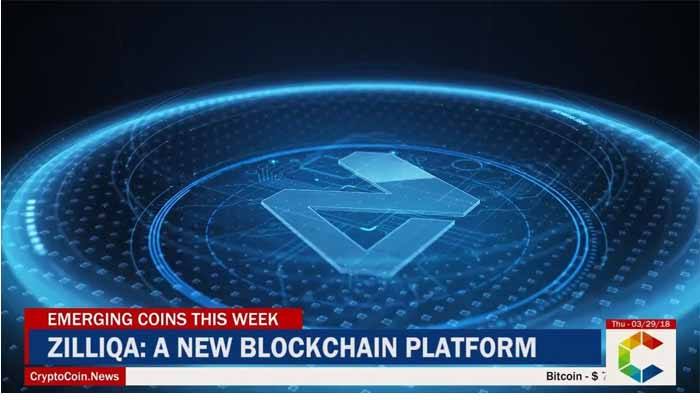 EMERGING COINS THIS WEEK
ZILLIQA: A NEW BLOCKCHAIN PLATFORM
Thu - 03/29/18
CryptoCoin.News
Bitcoin - $